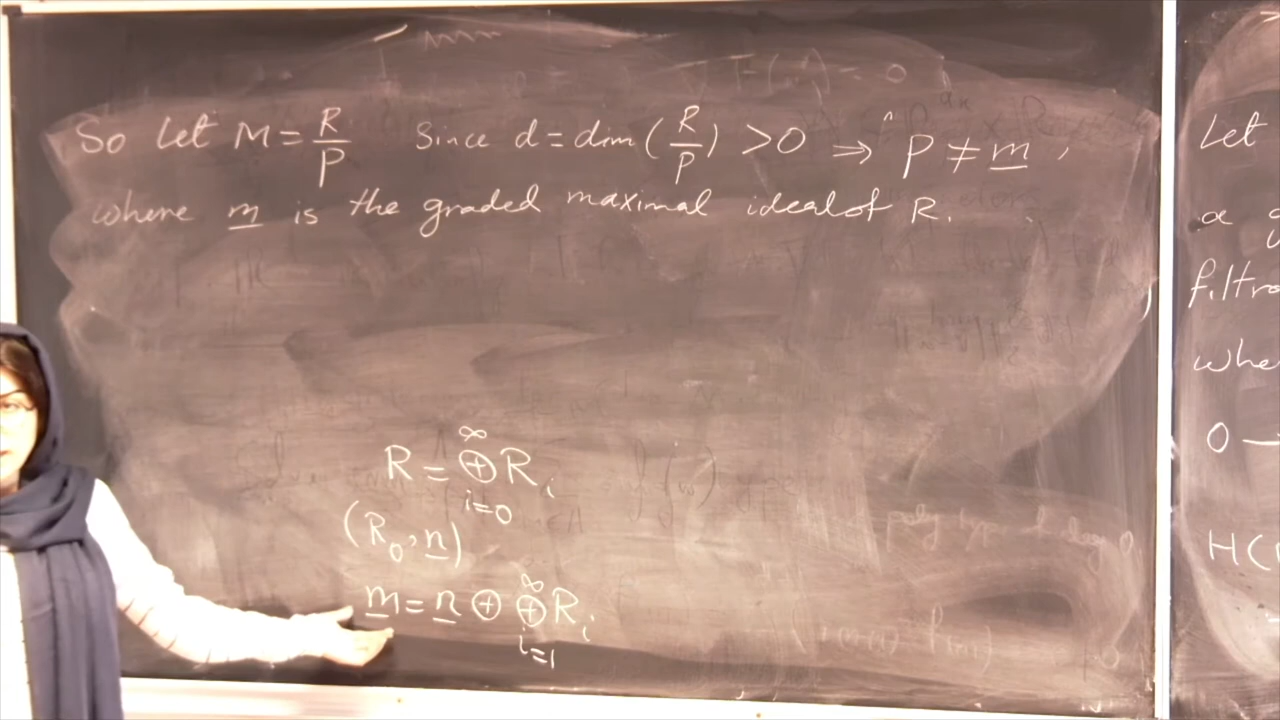 So Let M = R/P Since d = dim(R/P) > 0 ⇒ P ≠ m,
where m is the graded maximal ideal of R.
R = ⊕_{i=0}^{∞} R_i
(R_0, n)
m = n ⊕ ⊕_{i=1}^{∞} R_i
Let
a
filtr
whe
0 —
H(